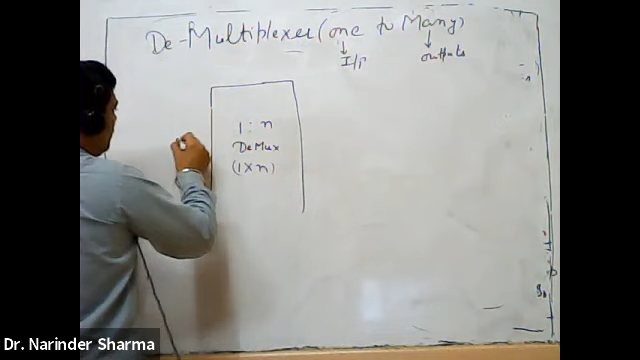 De-Multiplexer (one to Many)
I/P outputs
1 : n
DeMux
(1 x n)
Dr. Narinder Sharma